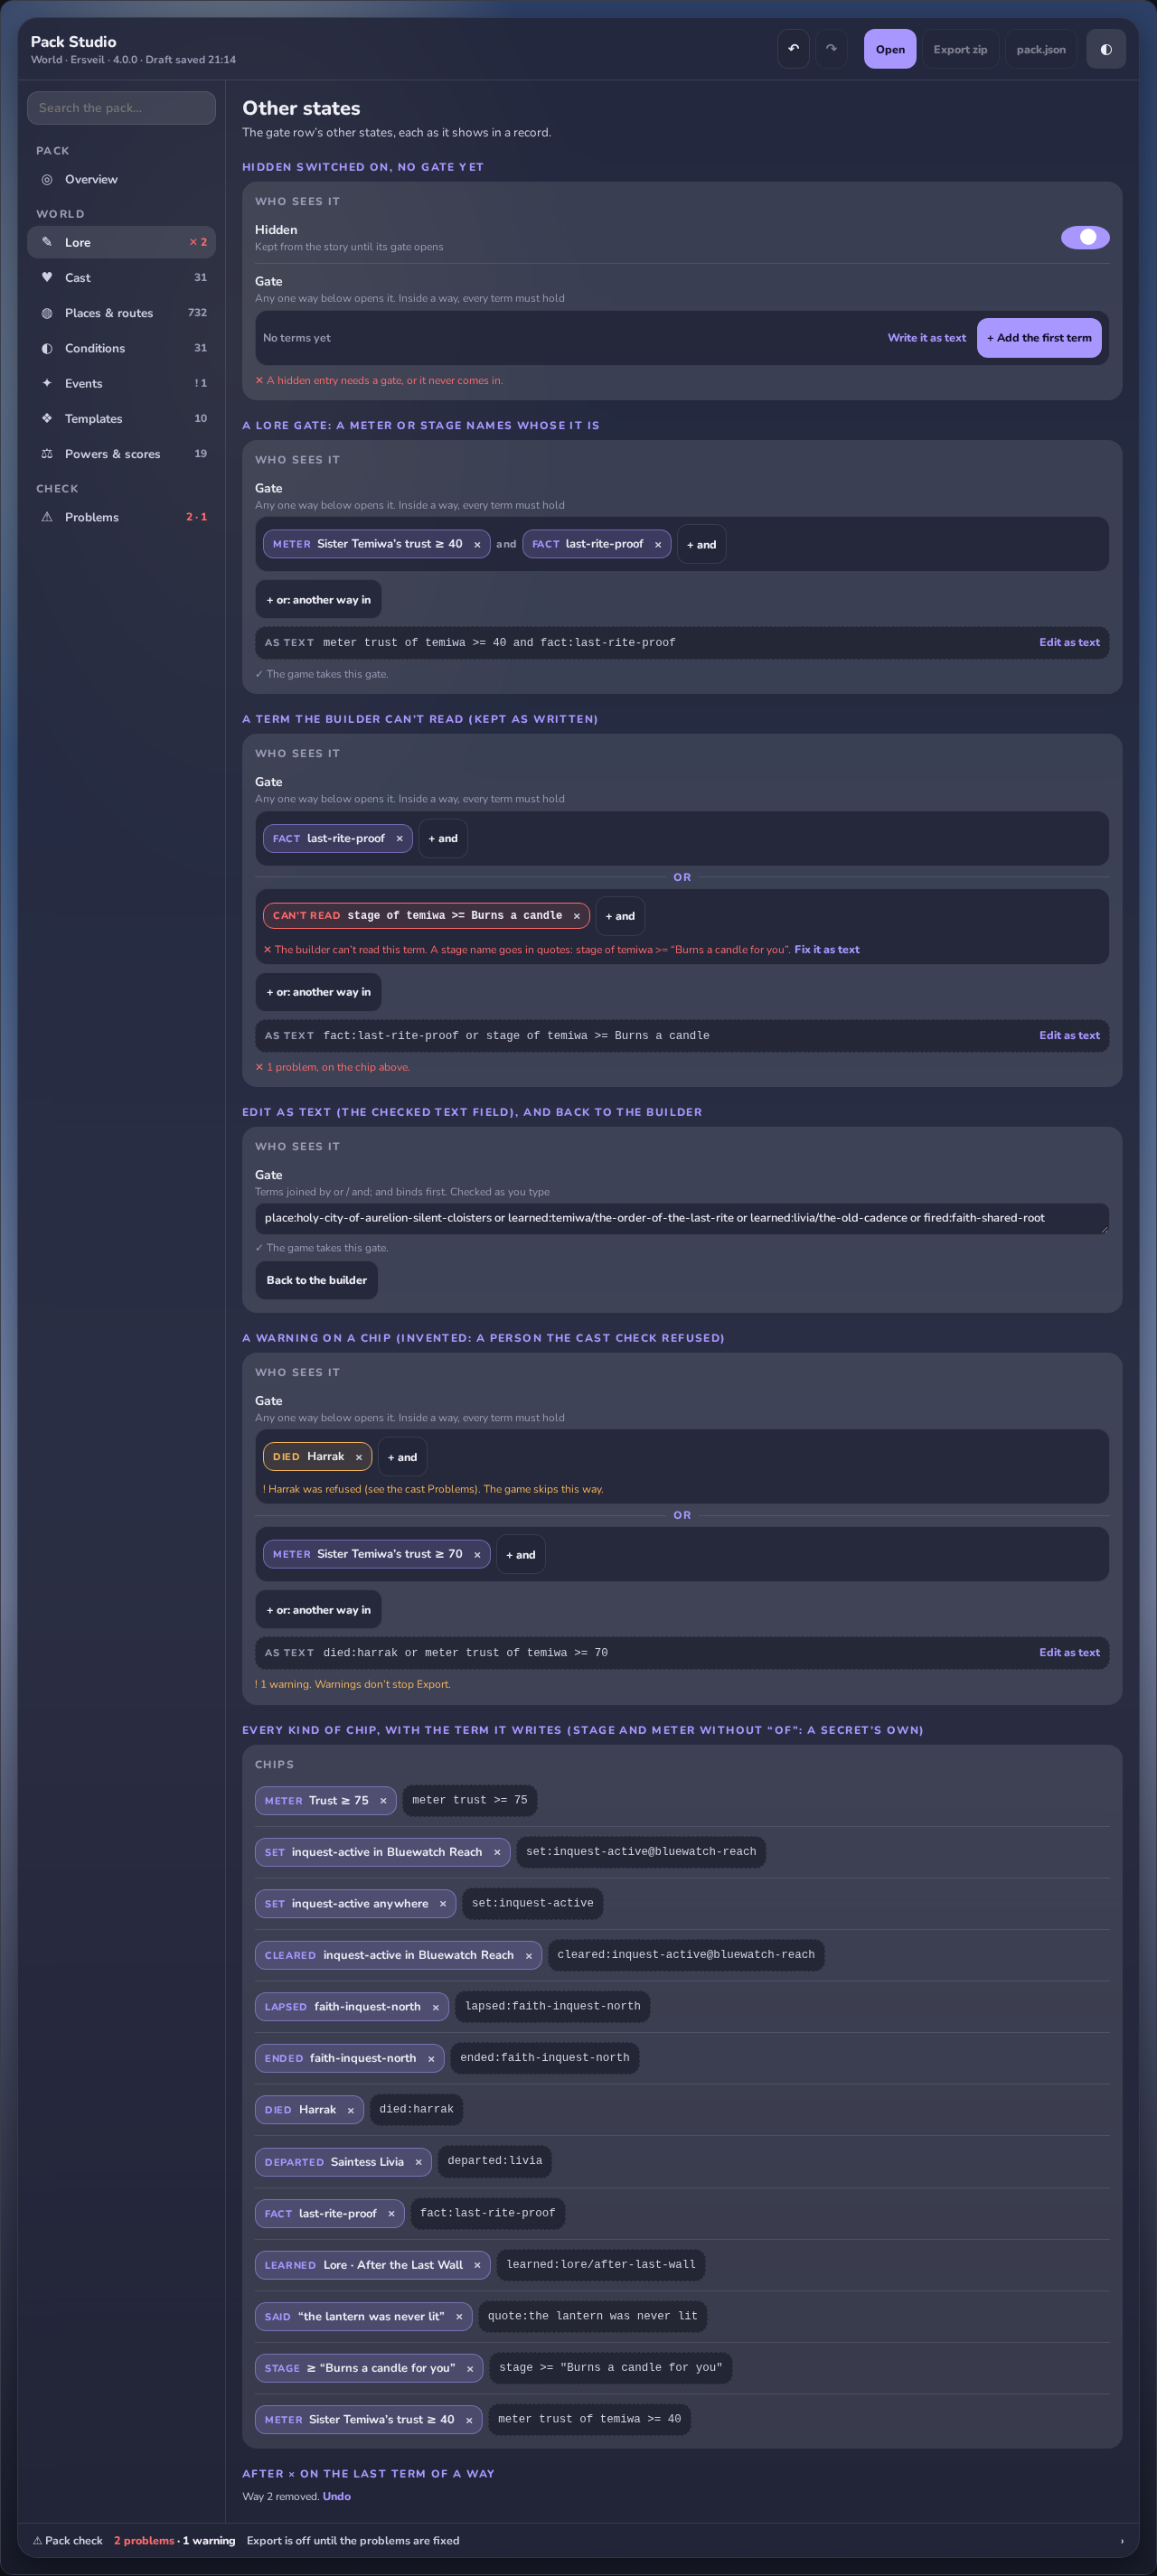 Pack Studio
World · Ersveil · 4.0.0 · Draft saved 21:14
↶ ↷ Open Export zip pack.json ◐
Search the pack...
PACK
◎ Overview
WORLD
✎ Lore ✕ 2
♥ Cast 31
◍ Places & routes 732
◐ Conditions 31
✦ Events ! 1
❖ Templates 10
⚖ Powers & scores 19
CHECK
⚠ Problems 2 · 1
Other states
The gate row’s other states, each as it shows in a record.
HIDDEN SWITCHED ON, NO GATE YET
WHO SEES IT
Hidden
Kept from the story until its gate opens
Gate
Any one way below opens it. Inside a way, every term must hold
No terms yet Write it as text + Add the first term
✕ A hidden entry needs a gate, or it never comes in.
A LORE GATE: A METER OR STAGE NAMES WHOSE IT IS
WHO SEES IT
Gate
Any one way below opens it. Inside a way, every term must hold
METER Sister Temiwa’s trust ≥ 40 × and FACT last-rite-proof × + and
+ or: another way in
AS TEXT meter trust of temiwa >= 40 and fact:last-rite-proof Edit as text
✓ The game takes this gate.
A TERM THE BUILDER CAN’T READ (KEPT AS WRITTEN)
WHO SEES IT
Gate
Any one way below opens it. Inside a way, every term must hold
FACT last-rite-proof × + and
OR
CAN’T READ stage of temiwa >= Burns a candle × + and
✕ The builder can’t read this term. A stage name goes in quotes: stage of temiwa >= “Burns a candle for you”. Fix it as text
+ or: another way in
AS TEXT fact:last-rite-proof or stage of temiwa >= Burns a candle Edit as text
✕ 1 problem, on the chip above.
EDIT AS TEXT (THE CHECKED TEXT FIELD), AND BACK TO THE BUILDER
WHO SEES IT
Gate
Terms joined by or / and; and binds first. Checked as you type
place:holy-city-of-aurelion-silent-cloisters or learned:temiwa/the-order-of-the-last-rite or learned:livia/the-old-cadence or fired:faith-shared-root
✓ The game takes this gate.
Back to the builder
A WARNING ON A CHIP (INVENTED: A PERSON THE CAST CHECK REFUSED)
WHO SEES IT
Gate
Any one way below opens it. Inside a way, every term must hold
DIED Harrak × + and
! Harrak was refused (see the cast Problems). The game skips this way.
OR
METER Sister Temiwa’s trust ≥ 70 × + and
+ or: another way in
AS TEXT died:harrak or meter trust of temiwa >= 70 Edit as text
! 1 warning. Warnings don’t stop Export.
EVERY KIND OF CHIP, WITH THE TERM IT WRITES (STAGE AND METER WITHOUT “OF”: A SECRET’S OWN)
CHIPS
METER Trust ≥ 75 × meter trust >= 75
SET inquest-active in Bluewatch Reach × set:inquest-active@bluewatch-reach
SET inquest-active anywhere × set:inquest-active
CLEARED inquest-active in Bluewatch Reach × cleared:inquest-active@bluewatch-reach
LAPSED faith-inquest-north × lapsed:faith-inquest-north
ENDED faith-inquest-north × ended:faith-inquest-north
DIED Harrak × died:harrak
DEPARTED Saintess Livia × departed:livia
FACT last-rite-proof × fact:last-rite-proof
LEARNED Lore · After the Last Wall × learned:lore/after-last-wall
SAID “the lantern was never lit” × quote:the lantern was never lit
STAGE ≥ “Burns a candle for you” × stage >= "Burns a candle for you"
METER Sister Temiwa’s trust ≥ 40 × meter trust of temiwa >= 40
AFTER × ON THE LAST TERM OF A WAY
Way 2 removed. Undo
⚠ Pack check 2 problems · 1 warning Export is off until the problems are fixed ›